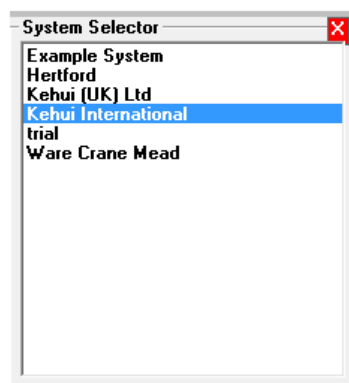 System Selector
X
Example System
Hertford
Kehui (UK) Ltd
Kehui International
trial
Ware Crane Mead